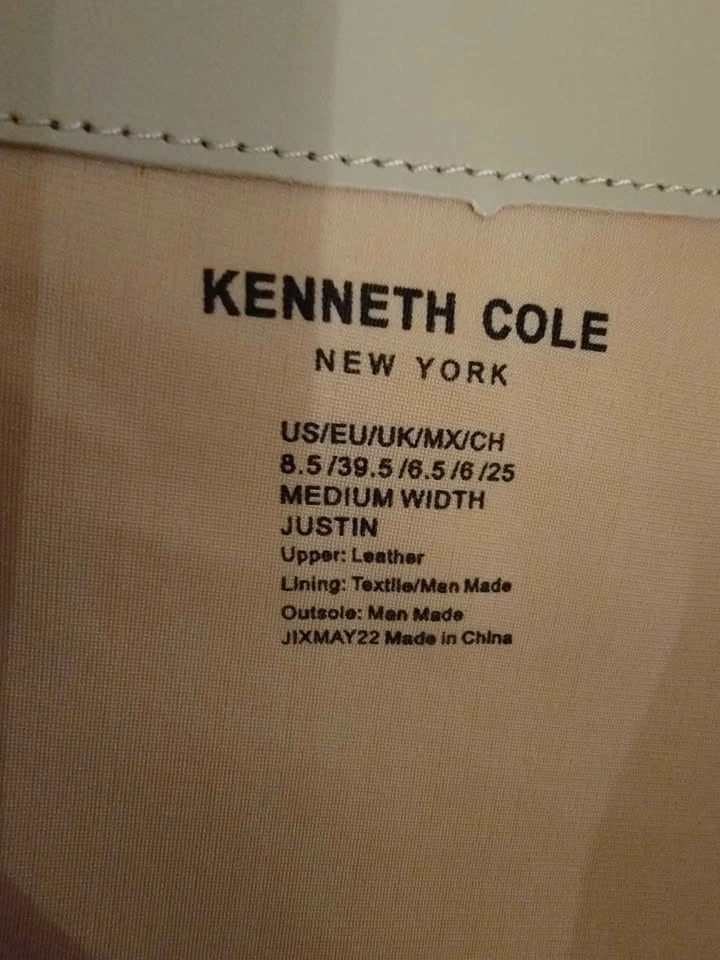 KENNETH COLE
NEW YORK
US/EU/UK/MX/CH
8.5/39.5/6.5/6/25
MEDIUM WIDTH
JUSTIN
Upper: Leather
Lining: Textile/Man Made
Outsole: Man Made
JIXMAY22 Made in China